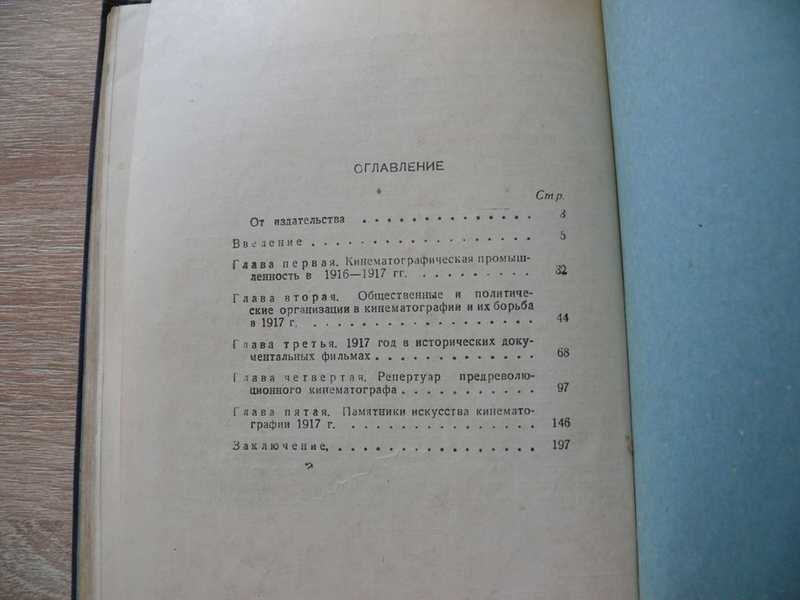 ОГЛАВЛЕНИЕ
Стр.
От издательства . . . . . . . . . . . . . . 3
Введение . . . . . . . . . . . . . . . . . 5
Глава первая. Кинематографическая промыш-
ленность в 1916—1917 гг. . . . . . . . . . . 32
Глава вторая. Общественные и политиче-
ские организации в кинематографии и их борьба
в 1917 г. . . . . . . . . . . . . . . . . . . 44
Глава третья. 1917 год в исторических доку-
ментальных фильмах . . . . . . . . . . . . . 68
Глава четвертая. Репертуар предреволю-
ционного кинематографа . . . . . . . . . . . 97
Глава пятая. Памятники искусства кинемато-
графии 1917 г. . . . . . . . . . . . . . . . 146
Заключение. . . . . . . . . . . . . . . . . 197